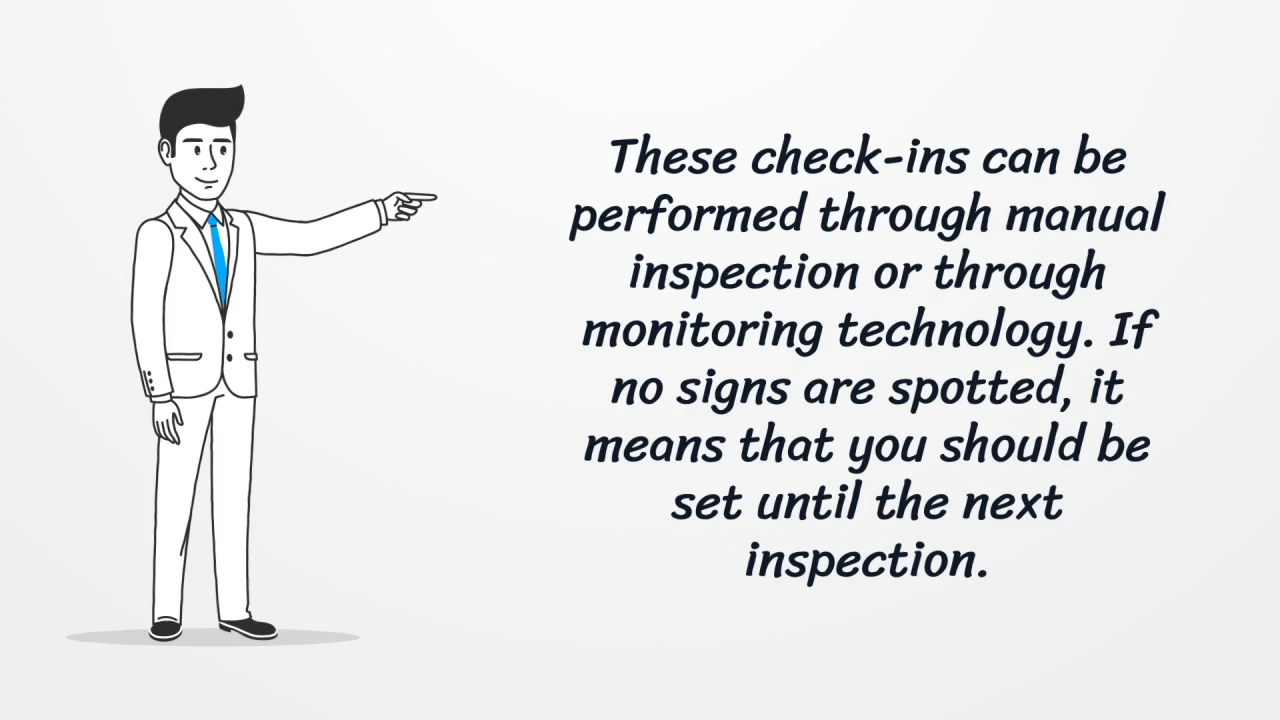 These check-ins can be
performed through manual
inspection or through
monitoring technology. If
no signs are spotted, it
means that you should be
set until the next
inspection.